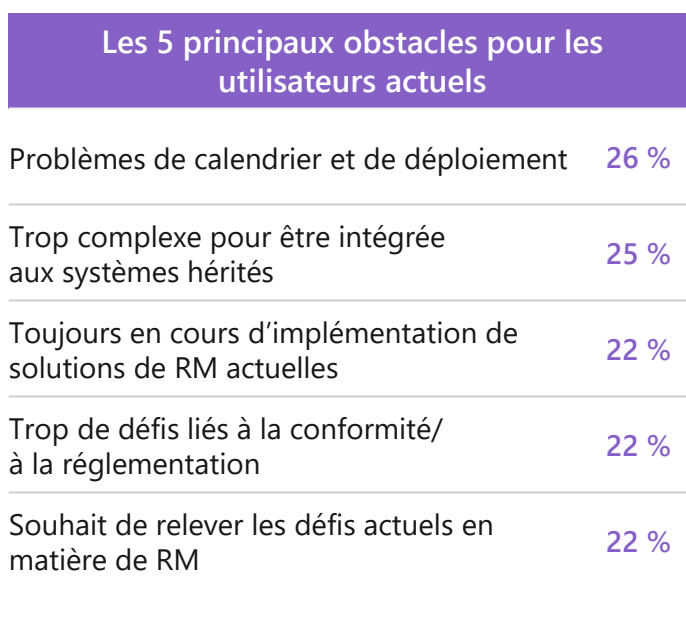 Les 5 principaux obstacles pour les
utilisateurs actuels
Problèmes de calendrier et de déploiement 26 %
Trop complexe pour être intégrée
aux systèmes hérités
25 %
Toujours en cours d’implémentation de
solutions de RM actuelles
22 %
Trop de défis liés à la conformité/
à la réglementation
22 %
Souhait de relever les défis actuels en
matière de RM
22 %